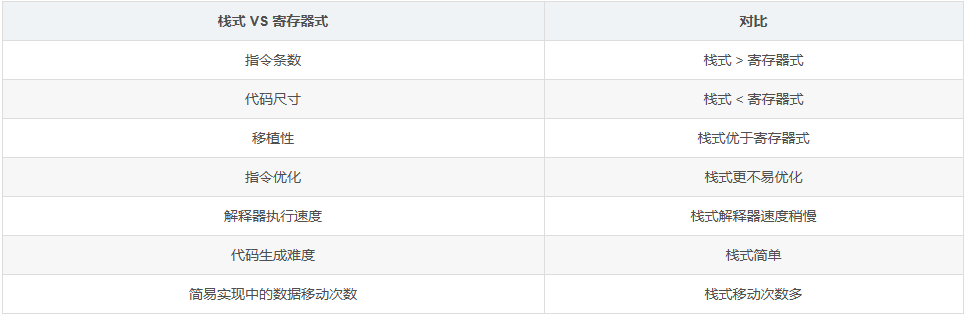 栈式 VS 寄存器式 对比
指令条数 栈式 > 寄存器式
代码尺寸 栈式 < 寄存器式
移植性 栈式优于寄存器式
指令优化 栈式更不易优化
解释器执行速度 栈式解释器速度稍慢
代码生成难度 栈式简单
简易实现中的数据移动次数 栈式移动次数多